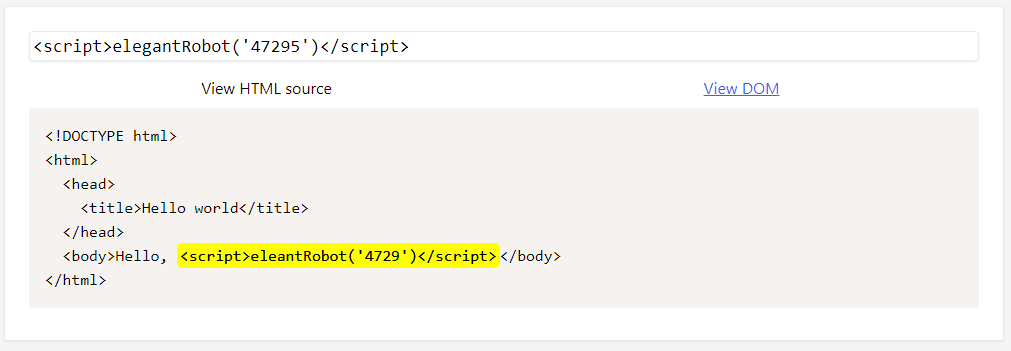 <script>elegantRobot('47295')</script>
View HTML source
View DOM
<!DOCTYPE html>
<html>
  <head>
    <title>Hello world</title>
  </head>
  <body>Hello, <script>eleantRobot('4729')</script></body>
</html>